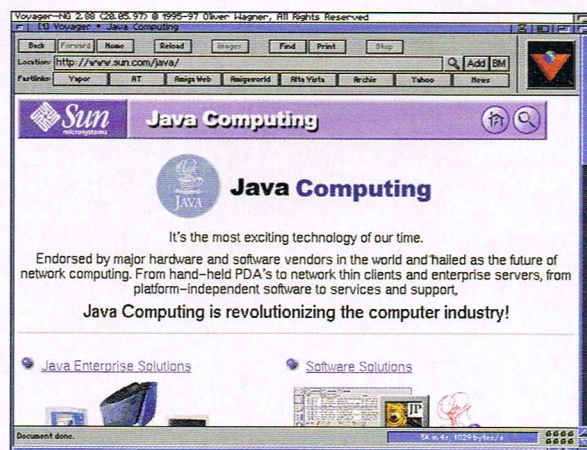 Voyager-NG 2.88 (28.05.97) © 1995-97 Oliver Wagner, All Rights Reserved
[1] Voyager • Java Computing
Back Forward Home Reload Images Find Print Stop
Location: http://www.sun.com/java/ Add BM
Fastlinks: Vapor AT Amiga Web Amigaworld Alta Vista Archie Yahoo News
Sun microsystems Java Computing
JAVA Java Computing
It's the most exciting technology of our time.
Endorsed by major hardware and software vendors in the world and hailed as the future of
network computing. From hand-held PDA's to network thin clients and enterprise servers, from
platform-independent software to services and support,
Java Computing is revolutionizing the computer industry!
Java Enterprise Solutions Software Solutions
JP
Document done. 5K in 4s, 1029 bytes/s